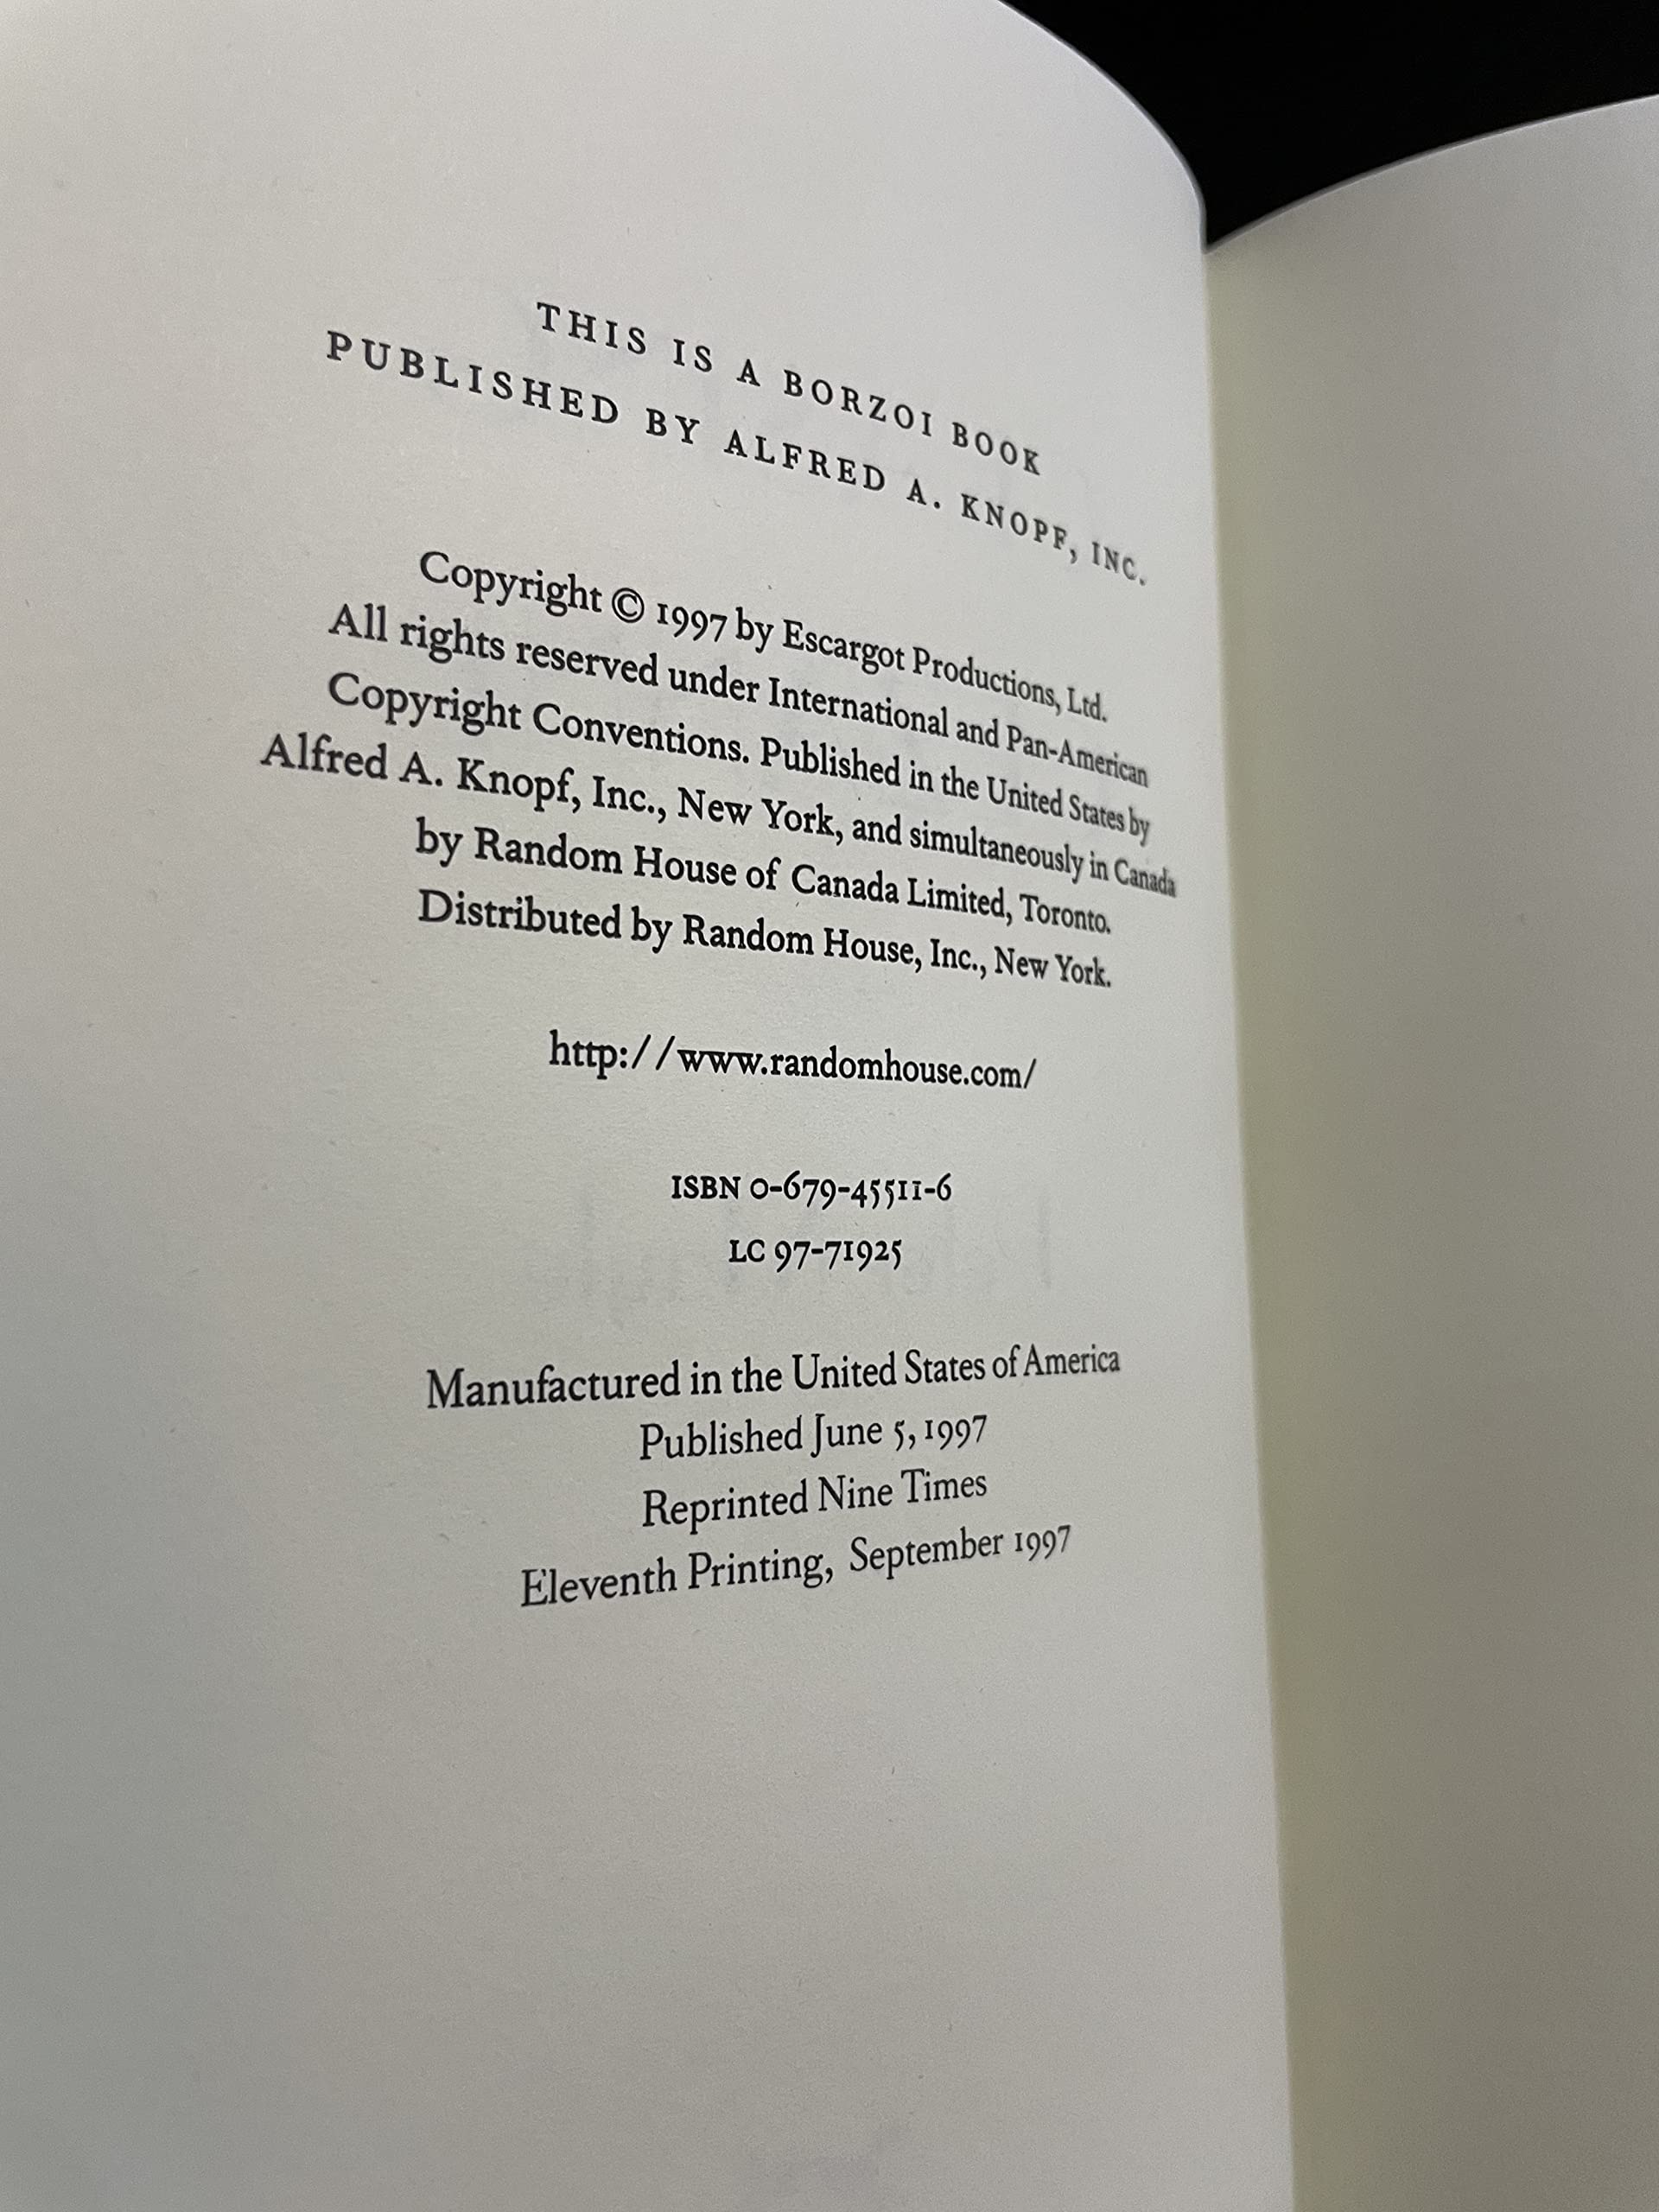 THIS IS A BORZOI BOOK
PUBLISHED BY ALFRED A. KNOPF, INC.
Copyright © 1997 by Escargot Productions, Ltd.
All rights reserved under International and Pan-American
Copyright Conventions. Published in the United States by
Alfred A. Knopf, Inc., New York, and simultaneously in Canada
by Random House of Canada Limited, Toronto.
Distributed by Random House, Inc., New York.
http://www.randomhouse.com/
ISBN 0-679-45511-6
LC 97-71925
Manufactured in the United States of America
Published June 5, 1997
Reprinted Nine Times
Eleventh Printing, September 1997